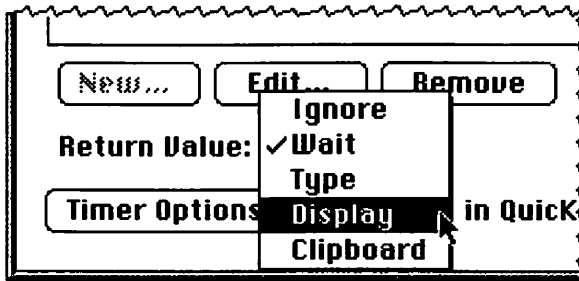 New... Edit... Remove
Ignore
Return Value: ✓Wait
Type
Timer Options Display in QuicK
Clipboard